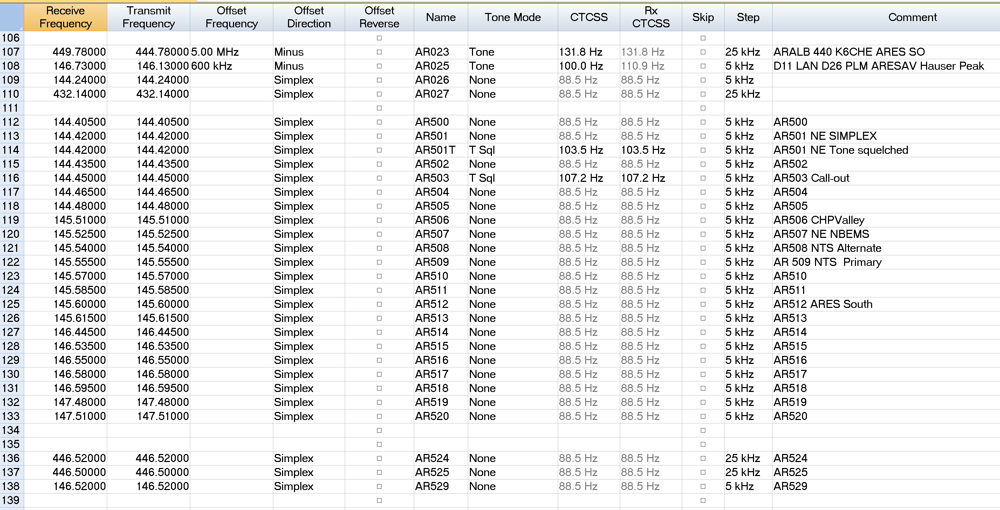 Receive Frequency Transmit Frequency Offset Frequency Offset Direction Offset Reverse Name Tone Mode CTCSS Rx CTCSS Skip Step Comment
106
107 449.78000 444.78000 5.00 MHz Minus AR023 Tone 131.8 Hz 131.8 Hz 25 kHz ARALB 440 K6CHE ARES SO
108 146.73000 146.13000 600 kHz Minus AR025 Tone 100.0 Hz 110.9 Hz 5 kHz D11 LAN D26 PLM ARESAV Hauser Peak
109 144.24000 144.24000 Simplex AR026 None 88.5 Hz 88.5 Hz 5 kHz
110 432.14000 432.14000 Simplex AR027 None 88.5 Hz 88.5 Hz 25 kHz
111
112 144.40500 144.40500 Simplex AR500 None 88.5 Hz 88.5 Hz 5 kHz AR500
113 144.42000 144.42000 Simplex AR501 None 88.5 Hz 88.5 Hz 5 kHz AR501 NE SIMPLEX
114 144.42000 144.42000 Simplex AR501T T Sql 103.5 Hz 103.5 Hz 5 kHz AR501 NE Tone squelched
115 144.43500 144.43500 Simplex AR502 None 88.5 Hz 88.5 Hz 5 kHz AR502
116 144.45000 144.45000 Simplex AR503 T Sql 107.2 Hz 107.2 Hz 5 kHz AR503 Call-out
117 144.46500 144.46500 Simplex AR504 None 88.5 Hz 88.5 Hz 5 kHz AR504
118 144.48000 144.48000 Simplex AR505 None 88.5 Hz 88.5 Hz 5 kHz AR505
119 145.51000 145.51000 Simplex AR506 None 88.5 Hz 88.5 Hz 5 kHz AR506 CHPValley
120 145.52500 145.52500 Simplex AR507 None 88.5 Hz 88.5 Hz 5 kHz AR507 NE NBEMS
121 145.54000 145.54000 Simplex AR508 None 88.5 Hz 88.5 Hz 5 kHz AR508 NTS Alternate
122 145.55500 145.55500 Simplex AR509 None 88.5 Hz 88.5 Hz 5 kHz AR 509 NTS  Primary
123 145.57000 145.57000 Simplex AR510 None 88.5 Hz 88.5 Hz 5 kHz AR510
124 145.58500 145.58500 Simplex AR511 None 88.5 Hz 88.5 Hz 5 kHz AR511
125 145.60000 145.60000 Simplex AR512 None 88.5 Hz 88.5 Hz 5 kHz AR512 ARES South
126 145.61500 145.61500 Simplex AR513 None 88.5 Hz 88.5 Hz 5 kHz AR513
127 146.44500 146.44500 Simplex AR514 None 88.5 Hz 88.5 Hz 5 kHz AR514
128 146.53500 146.53500 Simplex AR515 None 88.5 Hz 88.5 Hz 5 kHz AR515
129 146.55000 146.55000 Simplex AR516 None 88.5 Hz 88.5 Hz 5 kHz AR516
130 146.58000 146.58000 Simplex AR517 None 88.5 Hz 88.5 Hz 5 kHz AR517
131 146.59500 146.59500 Simplex AR518 None 88.5 Hz 88.5 Hz 5 kHz AR518
132 147.48000 147.48000 Simplex AR519 None 88.5 Hz 88.5 Hz 5 kHz AR519
133 147.51000 147.51000 Simplex AR520 None 88.5 Hz 88.5 Hz 5 kHz AR520
134
135
136 446.52000 446.52000 Simplex AR524 None 88.5 Hz 88.5 Hz 25 kHz AR524
137 446.50000 446.50000 Simplex AR525 None 88.5 Hz 88.5 Hz 25 kHz AR525
138 146.52000 146.52000 Simplex AR529 None 88.5 Hz 88.5 Hz 5 kHz AR529
139